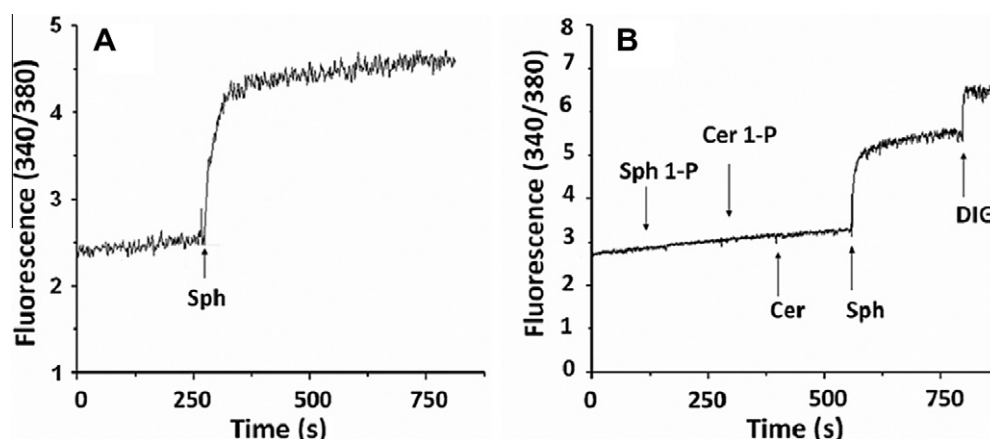 A
Fluorescence (340/380)
5
4
3
2
1
Sph
0 250 500 750
Time (s)
B
Fluorescence (340/380)
8
7
6
5
4
3
2
1
0
Sph 1-P
Cer 1-P
Cer
Sph
DIG
0 250 500 750
Time (s)